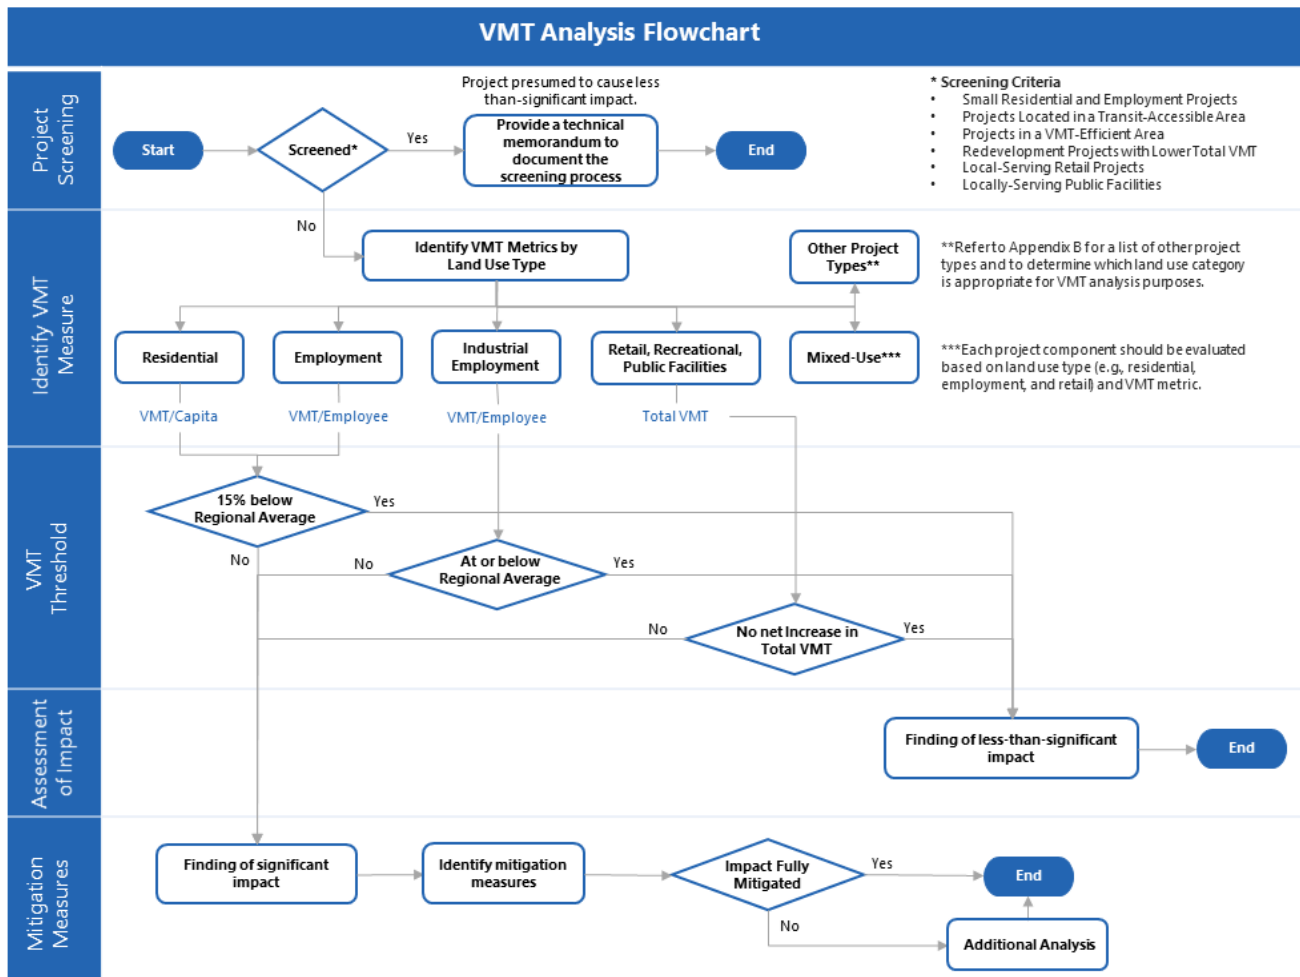 VMT Analysis Flowchart
Project
Screening
Start
Screened*
Yes
No
Project presumed to cause less
than-significant impact.
Provide a technical
memorandum to
document the
screening process
End
* Screening Criteria
• Small Residential and Employment Projects
• Projects Located in a Transit-Accessible Area
• Projects in a VMT-Efficient Area
• Redevelopment Projects with Lower Total VMT
• Local-Serving Retail Projects
• Locally-Serving Public Facilities
Identify VMT
Measure
Identify VMT Metrics by
Land Use Type
Other Project
Types**
**Refer to Appendix B for a list of other project
types and to determine which land use category
is appropriate for VMT analysis purposes.
Residential
Employment
Industrial
Employment
Retail, Recreational,
Public Facilities
Mixed-Use***
***Each project component should be evaluated
based on land use type (e.g., residential,
employment, and retail) and VMT metric.
VMT/Capita
VMT/Employee
VMT/Employee
Total VMT
VMT
Threshold
15% below
Regional Average
Yes
No
At or below
Regional Average
No
Yes
No net Increase in
Total VMT
No
Yes
Assessment
of Impact
Finding of less-than-significant
impact
End
Mitigation
Measures
Finding of significant
impact
Identify mitigation
measures
Impact Fully
Mitigated
Yes
No
End
Additional Analysis